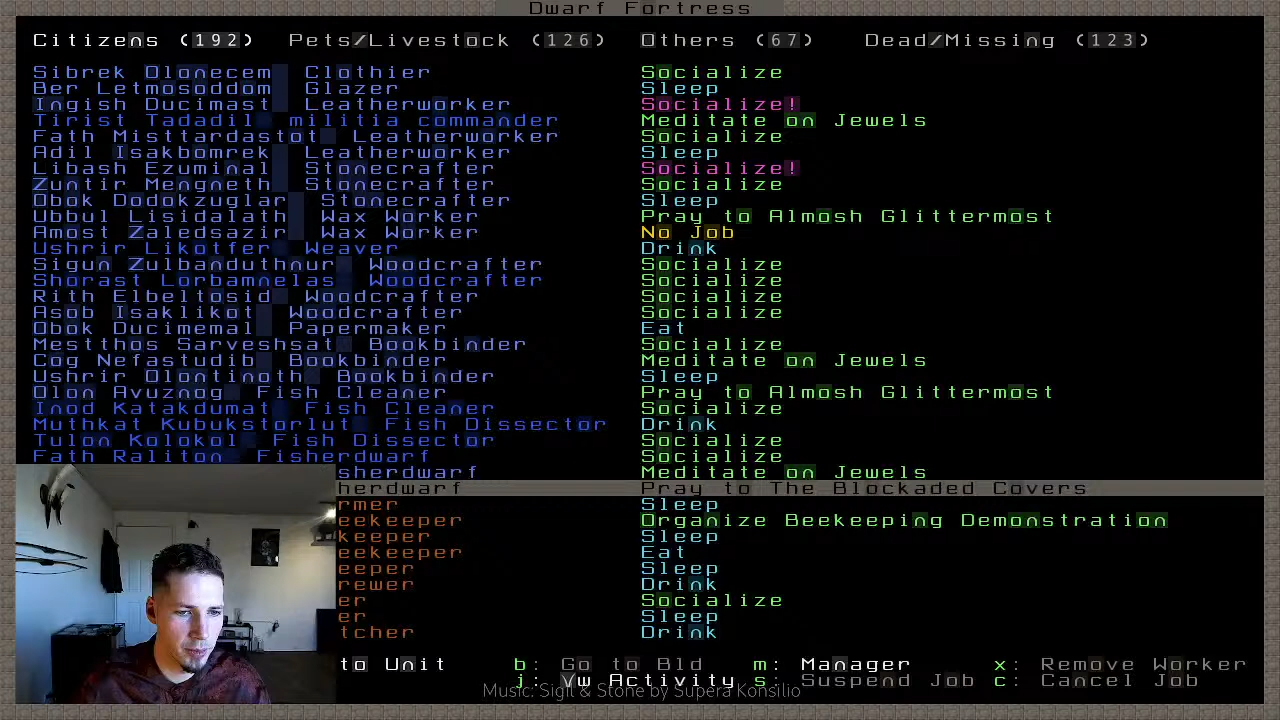 Dwarf Fortress
Citizens (192) Pets/Livestock (126) Others (67) Dead/Missing (123)
Sibrek Olonecem Clothier Socialize
Ber Letmosoddom Glazer Sleep
Ingish Ducimast Leatherworker Socialize!
Tirist Tadadil militia commander Meditate on Jewels
Fath Misttardastot Leatherworker Socialize
Adil Isakbomrek Leatherworker Sleep
Libash Ezuminal Stonecrafter Socialize!
Zuntir Mengneth Stonecrafter Socialize
Obok Dodokzuglar Stonecrafter Sleep
Ubbul Lisidalath Wax Worker Pray to Almosh Glittermost
Amost Zaledsazir Wax Worker No Job
Ushrir Likotfer Weaver Drink
Sigun Zulbanduthnur Woodcrafter Socialize
Shorast Lorbamnelas Woodcrafter Socialize
Rith Elbeltosid Woodcrafter Socialize
Asob Isaklikot Woodcrafter Socialize
Obok Ducimemal Papermaker Eat
Mestthos Sarveshsat Bookbinder Socialize
Cog Nefastudib Bookbinder Meditate on Jewels
Ushrir Olontinoth Bookbinder Sleep
Olon Avuznog Fish Cleaner Pray to Almosh Glittermost
Inod Katakdumat Fish Cleaner Socialize
Muthkat Kubukstorlut Fish Dissector Drink
Tulon Kolokol Fish Dissector Socialize
Fath Raliton Fisherdwarf Socialize
sherdwarf Meditate on Jewels
herdwarf Pray to The Blockaded Covers
rmer Sleep
eekeeper Organize Beekeeping Demonstration
keeper Sleep
eekeeper Eat
eeper Sleep
rewer Drink
er Socialize
er Sleep
tcher Drink
to Unit b: Go to Bld m: Manager x: Remove Worker
j: Vw Activity s: Suspend Job c: Cancel Job
Music: Sigil & Stone by Supera Konsilio